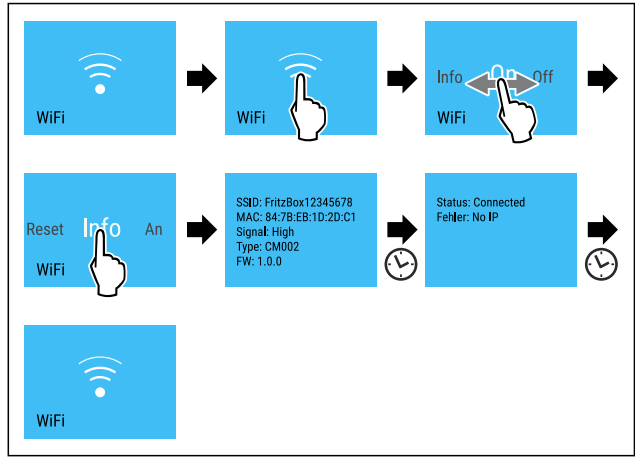 WiFi
WiFi
Info On Off
WiFi
Reset Info An
WiFi
SSID: FritzBox12345678
MAC: 84:7B:EB:1D:2D:C1
Signal: High
Type: CM002
FW: 1.0.0
Status: Connected
Fehler: No IP
WiFi